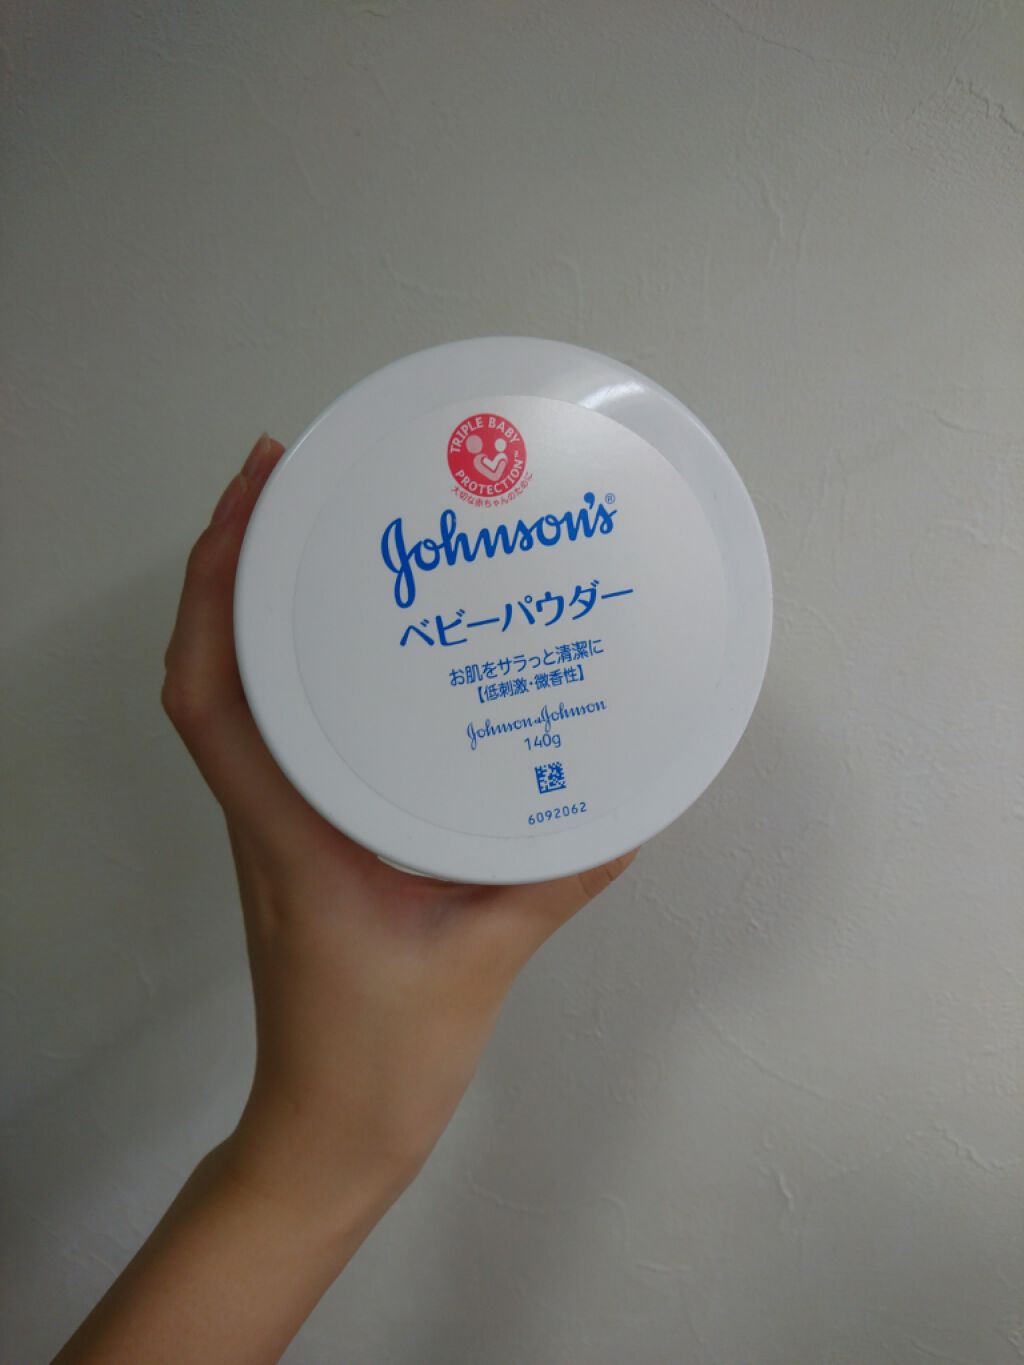 TRIPLE BABY
PROTECTION™
大切な赤ちゃんのために
Johnson's®
ベビーパウダー
お肌をサラっと清潔に
【低刺激・微香性】
Johnson & Johnson
140g
6092062